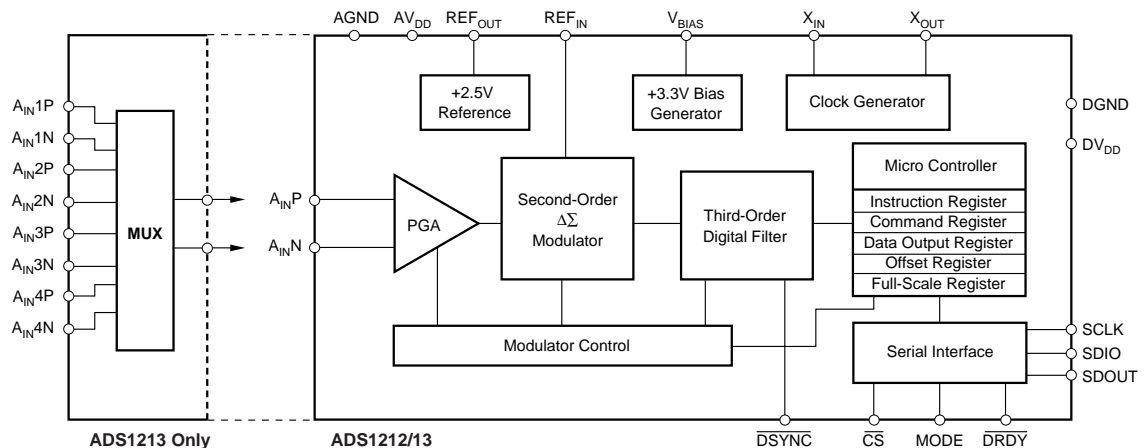 AGND AVDD REFOUT REFIN VBIAS XIN XOUT
AIN1P
AIN1N
AIN2P
AIN2N
AIN3P
AIN3N
AIN4P
AIN4N
MUX
ADS1213 Only
AINP
AINN
PGA
+2.5V
Reference
+3.3V Bias
Generator
Clock Generator
DGND
DVDD
Second-Order
ΔΣ
Modulator
Third-Order
Digital Filter
Micro Controller
Instruction Register
Command Register
Data Output Register
Offset Register
Full-Scale Register
Modulator Control
Serial Interface
SCLK
SDIO
SDOUT
ADS1212/13
DSYNC CS MODE DRDY